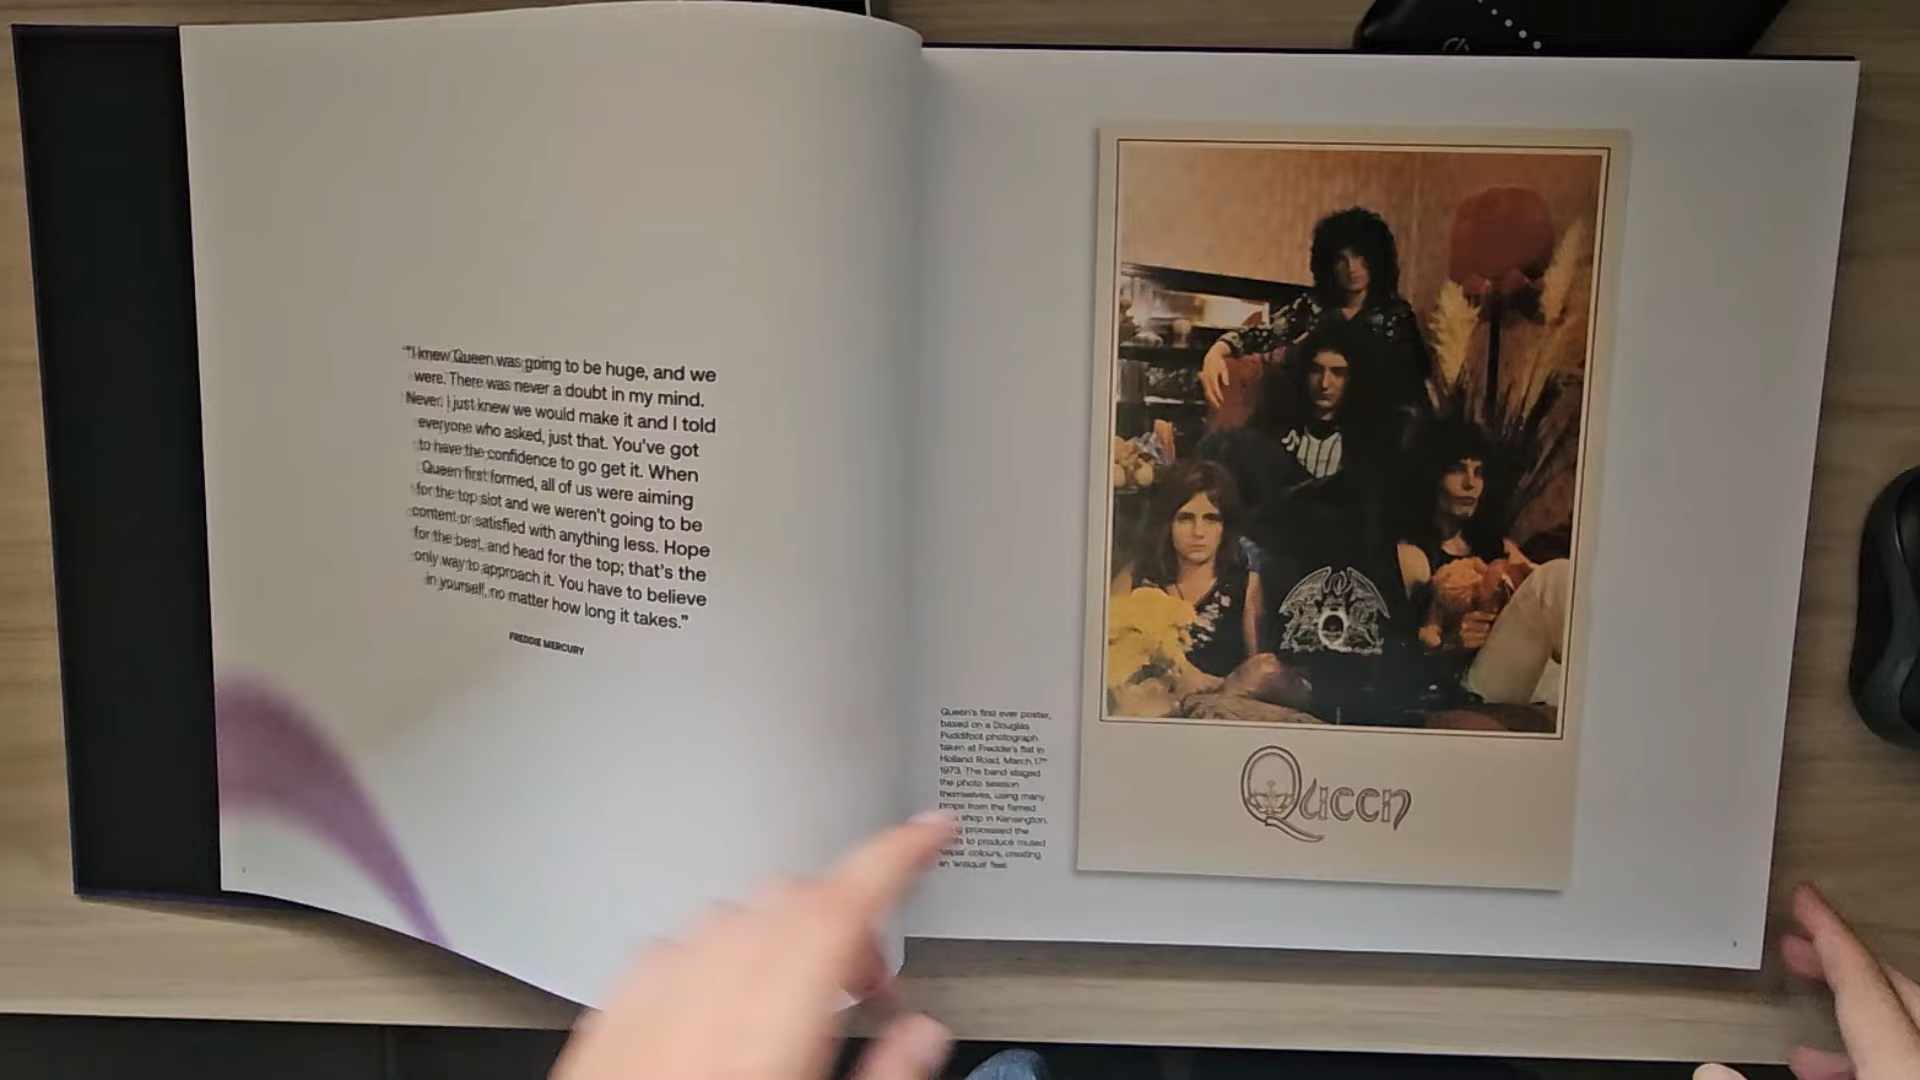 "I knew Queen was going to be huge, and we
were. There was never a doubt in my mind.
Never. I just knew we would make it and I told
everyone who asked, just that. You've got
to have the confidence to go get it. When
Queen first formed, all of us were aiming
for the top slot and we weren't going to be
content or satisfied with anything less. Hope
for the best, and head for the top; that's the
only way to approach it. You have to believe
in yourself, no matter how long it takes."
FREDDIE MERCURY
Queen's first ever poster,
based on a Douglas
Puddifoot photograph
taken at Freddie's flat in
Holland Road, March 17th
1973. The band staged
the photo session
themselves, using many
props from the famed
shop in Kensington.
processed the
to produce muted
colours, creating
an 'antique' feel.
Queen